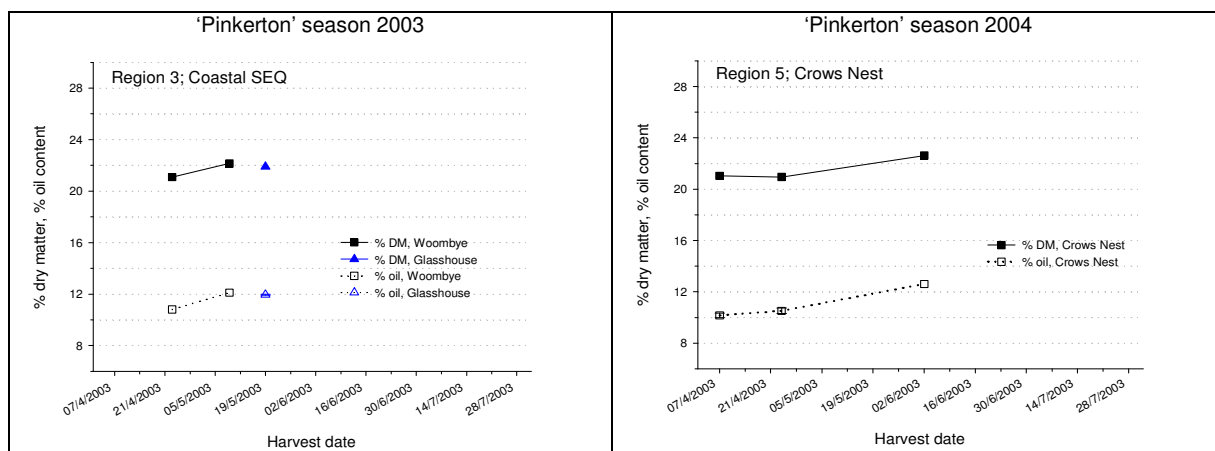 ‘Pinkerton’ season 2003
Region 3; Coastal SEQ
% dry matter, % oil content
28
24
20
16
12
8
% DM, Woombye
% DM, Glasshouse
% oil, Woombye
% oil, Glasshouse
07/4/2003
21/4/2003
05/5/2003
19/5/2003
02/6/2003
16/6/2003
30/6/2003
14/7/2003
28/7/2003
Harvest date
‘Pinkerton’ season 2004
Region 5; Crows Nest
% dry matter, % oil content
28
24
20
16
12
8
% DM, Crows Nest
% oil, Crows Nest
07/4/2003
21/4/2003
05/5/2003
19/5/2003
02/6/2003
16/6/2003
30/6/2003
14/7/2003
28/7/2003
Harvest date